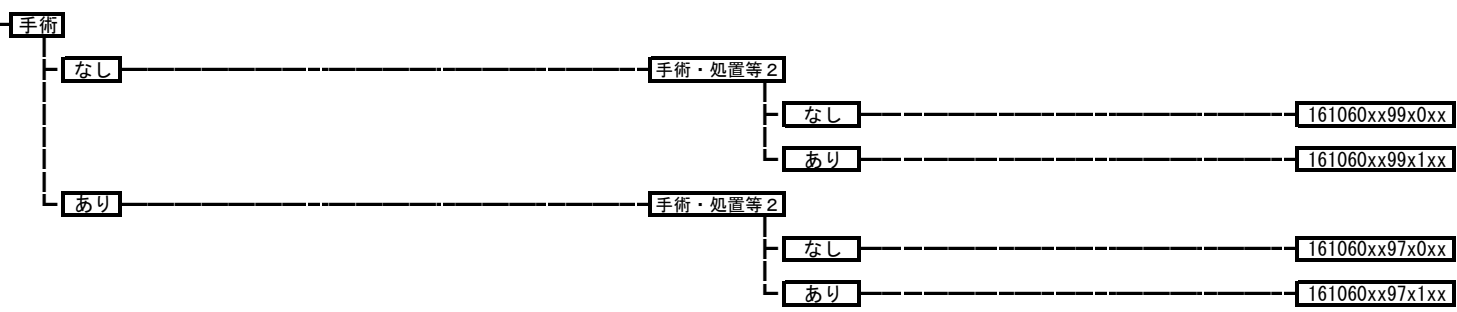 手術
なし 手術・処置等2
なし 161060xx99x0xx
あり 161060xx99x1xx
あり 手術・処置等2
なし 161060xx97x0xx
あり 161060xx97x1xx